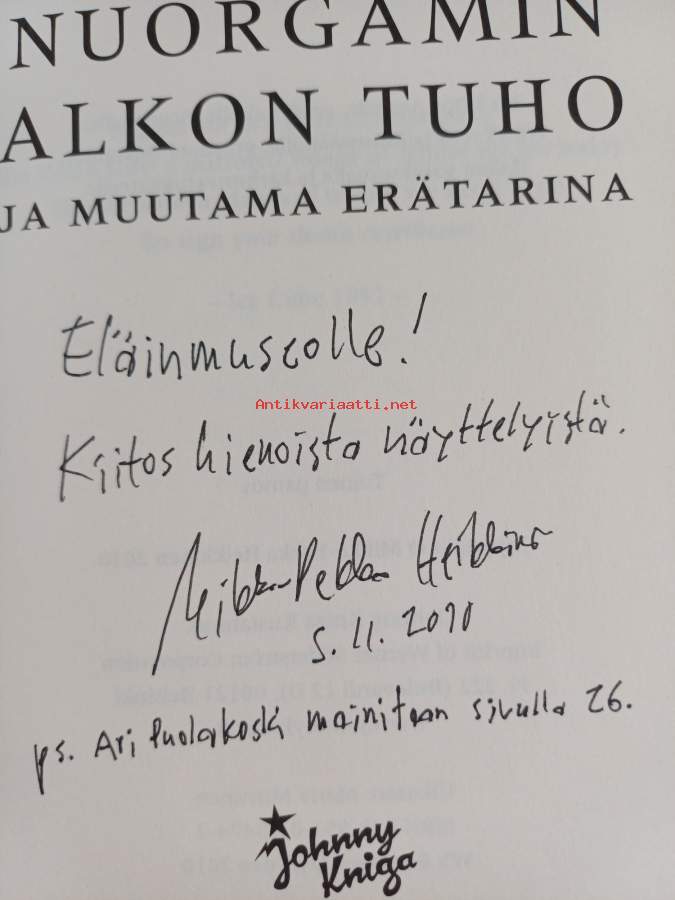 NUORGAMIN
ALKON TUHO
JA MUUTAMA ERÄTARINA
Eläinmuseolle!
Antikvariaatti.net
Kiitos hienoista näyttelyistä.
Miikka-Pekka Heikkinen
5.11.2010
ps. Ari Puolakoski mainitaan sivulla 26.
Johnny
Kniga